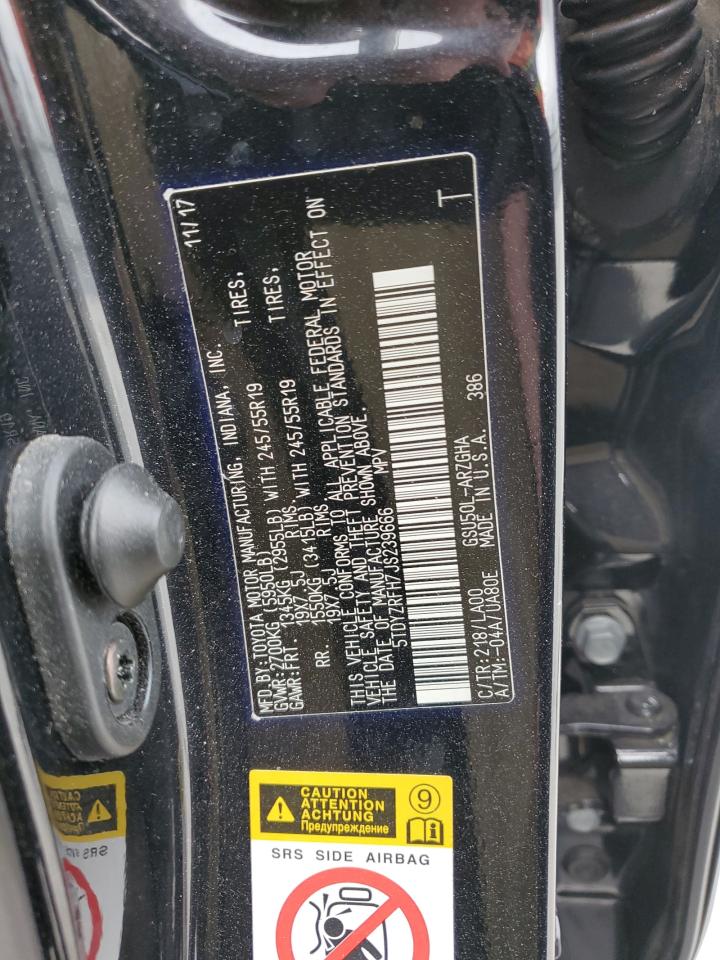 MFD.BY:TOYOTA MOTOR MANUFACTURING, INDIANA, INC. 11/17
GVWR:2700KG (5950LB)
GAWR:FRT. 1345KG (2955LB) WITH 245/55R19 TIRES,
19X7.5J RIMS,
RR. 1550KG (3415LB) WITH 245/55R19 TIRES,
19X7.5J RIMS
THIS VEHICLE CONFORMS TO ALL APPLICABLE FEDERAL MOTOR
VEHICLE SAFETY AND THEFT PREVENTION STANDARDS IN EFFECT ON
THE DATE OF MANUFACTURE SHOWN ABOVE.
5TDYZRFH7JS239666 MPV
C/TR:218/LA00 GSU50L-ARZGHA
A/TM:-04A/UA80E MADE IN U.S.A. 386
T
CAUTION
ATTENTION
ACHTUNG
Предупреждение
9
i
SRS SIDE AIRBAG